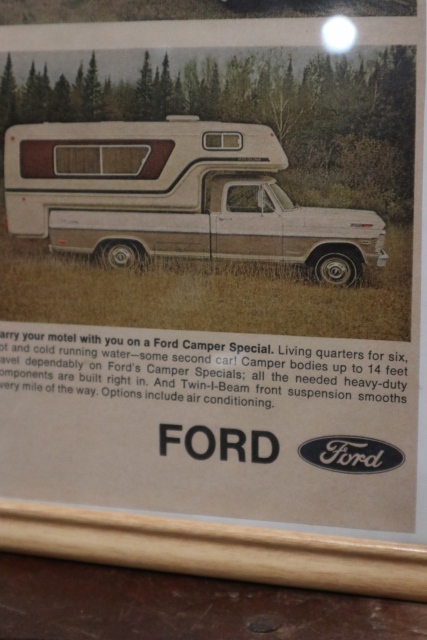 arry your motel with you on a Ford Camper Special. Living quarters for six,
ot and cold running water—some second car! Camper bodies up to 14 feet
avel dependably on Ford's Camper Specials; all the needed heavy-duty
omponents are built right in. And Twin-I-Beam front suspension smooths
very mile of the way. Options include air conditioning.
FORD
Ford